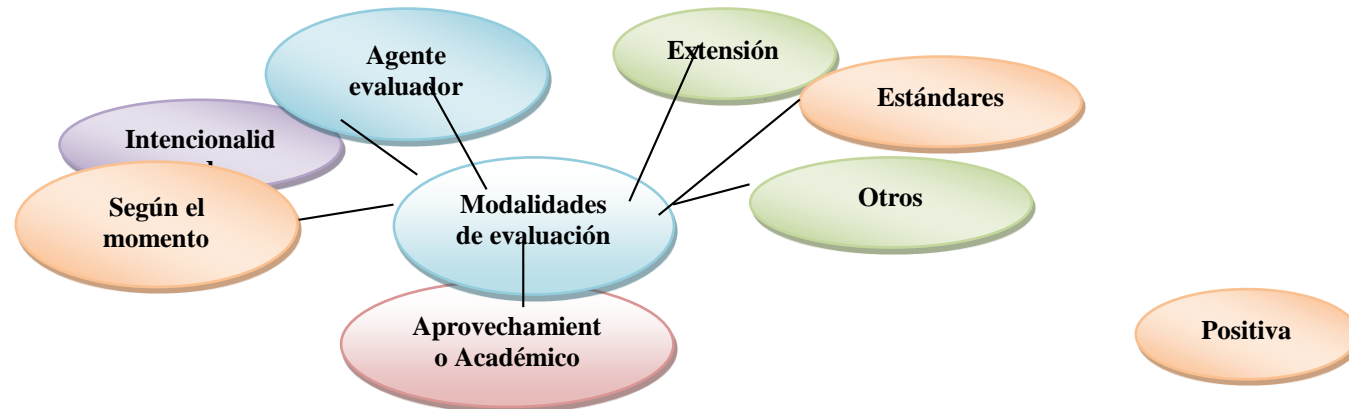 Agente
evaluador
Extensión
Estándares
Intencionalid
Según el
momento
Modalidades
de evaluación
Otros
Aprovechamient
o Académico
Positiva